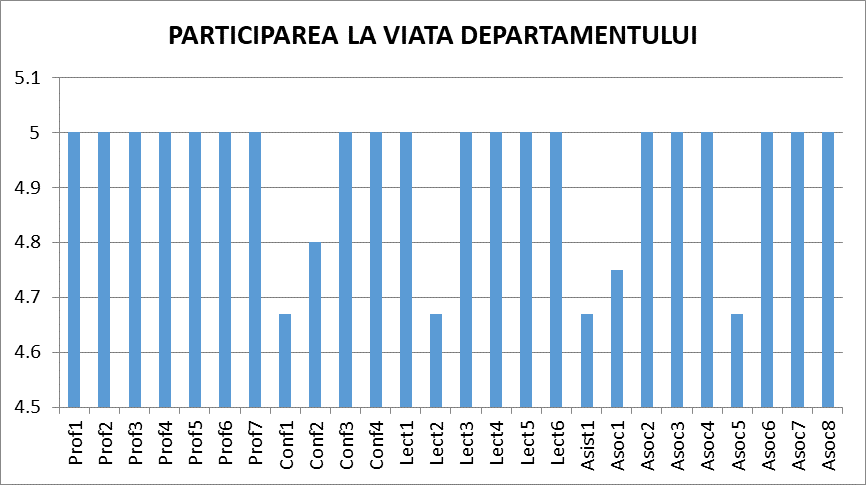 PARTICIPAREA LA VIATA DEPARTAMENTULUI
5.1
5
4.9
4.8
4.7
4.6
4.5
Prof1
Prof2
Prof3
Prof4
Prof5
Prof6
Prof7
Conf1
Conf2
Conf3
Conf4
Lect1
Lect2
Lect3
Lect4
Lect5
Lect6
Asist1
Asoc1
Asoc2
Asoc3
Asoc4
Asoc5
Asoc6
Asoc7
Asoc8